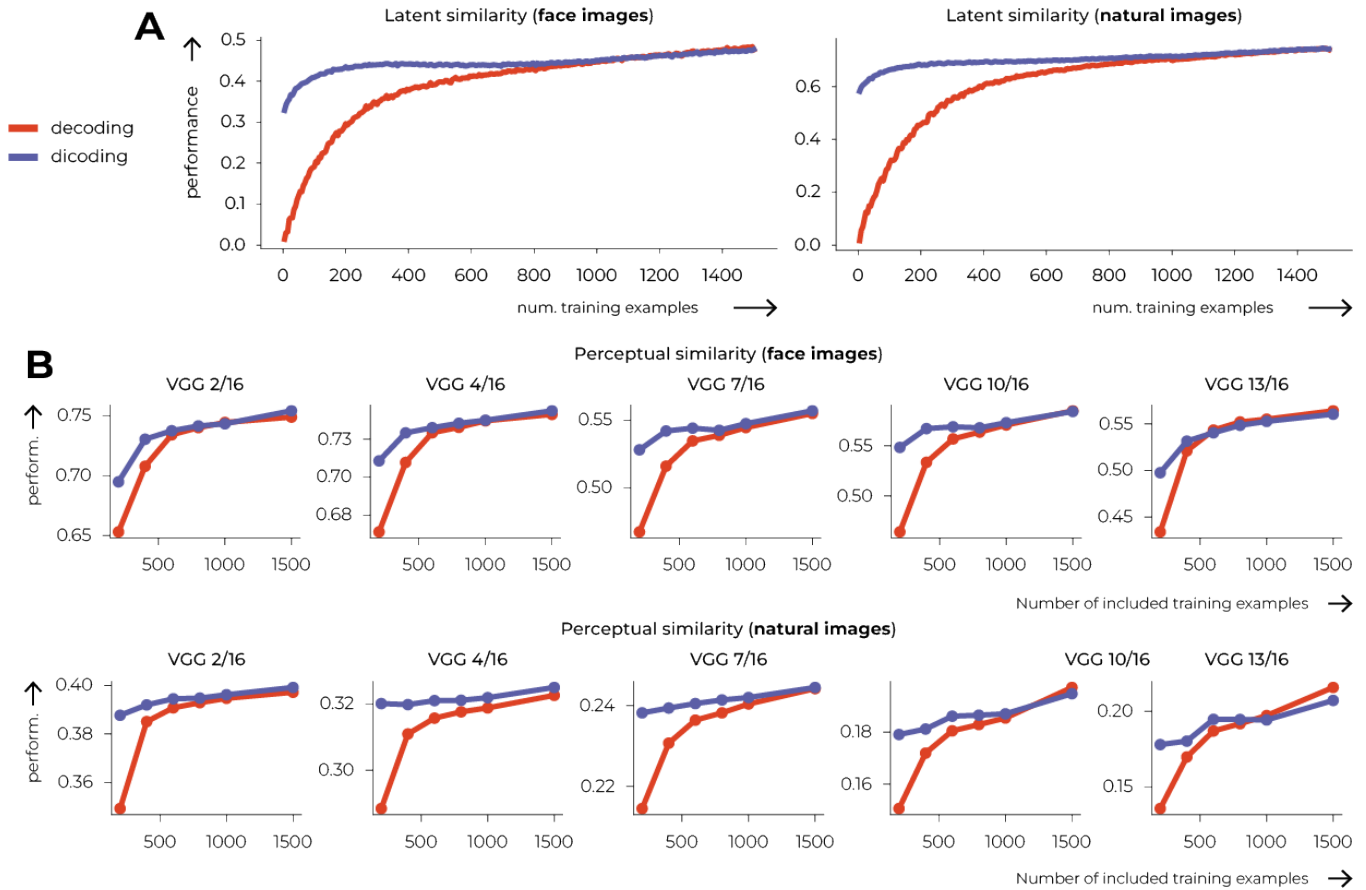 A
Latent similarity (face images)
Latent similarity (natural images)
decoding
dicoding
performance
0.5
0.4
0.3
0.2
0.1
0.0
0 200 400 600 800 1000 1200 1400
num. training examples
0.6
0.4
0.2
0.0
0 200 400 600 800 1000 1200 1400
num. training examples
B
Perceptual similarity (face images)
VGG 2/16
VGG 4/16
VGG 7/16
VGG 10/16
VGG 13/16
perform.
0.75
0.70
0.65
500 1000 1500
0.73
0.70
0.68
500 1000 1500
0.55
0.50
500 1000 1500
0.55
0.50
500 1000 1500
0.55
0.50
0.45
500 1000 1500
Number of included training examples
Perceptual similarity (natural images)
VGG 2/16
VGG 4/16
VGG 7/16
VGG 10/16
VGG 13/16
perform.
0.40
0.38
0.36
500 1000 1500
0.32
0.30
500 1000 1500
0.24
0.22
500 1000 1500
0.18
0.16
500 1000 1500
0.20
0.15
500 1000 1500
Number of included training examples